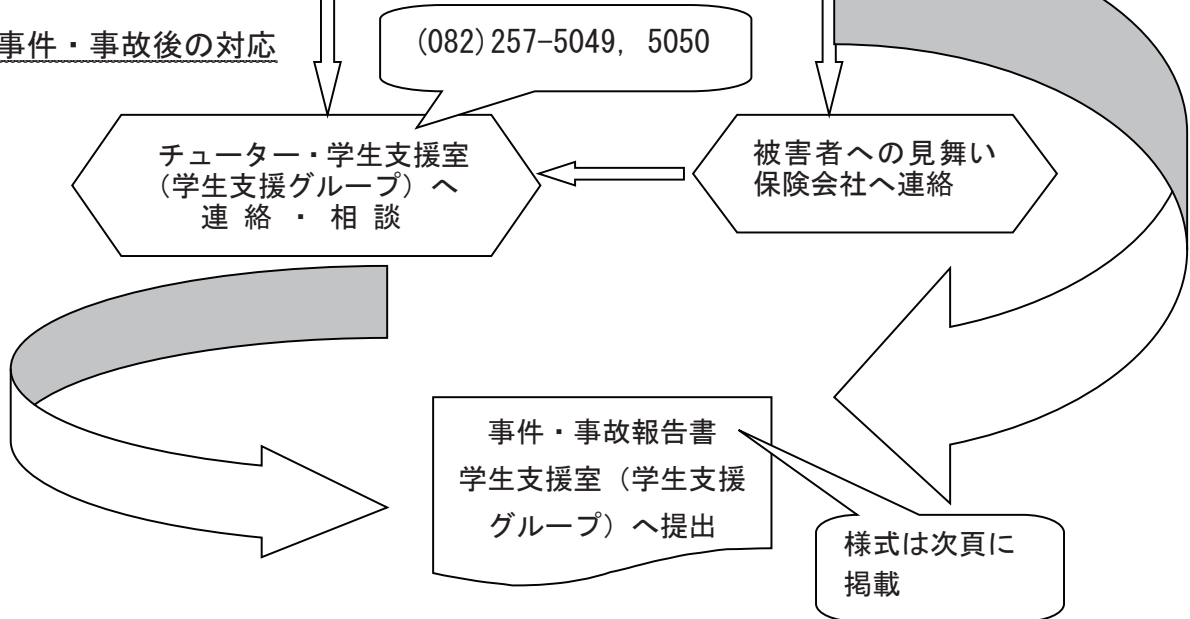 事件・事故後の対応
(082)257-5049, 5050
チューター・学生支援室
(学生支援グループ)へ
連 絡 ・ 相 談
被害者への見舞い
保険会社へ連絡
事件・事故報告書
学生支援室(学生支援
グループ)へ提出
様式は次頁に
掲載